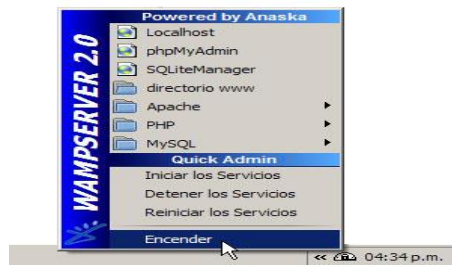 WAMPSERVER 2.0
Powered by Anaska
Localhost
phpMyAdmin
SQLiteManager
directorio www
Apache
PHP
MySQL
Quick Admin
Iniciar los Servicios
Detener los Servicios
Reiniciar los Servicios
Encender
« 04:34 p.m.